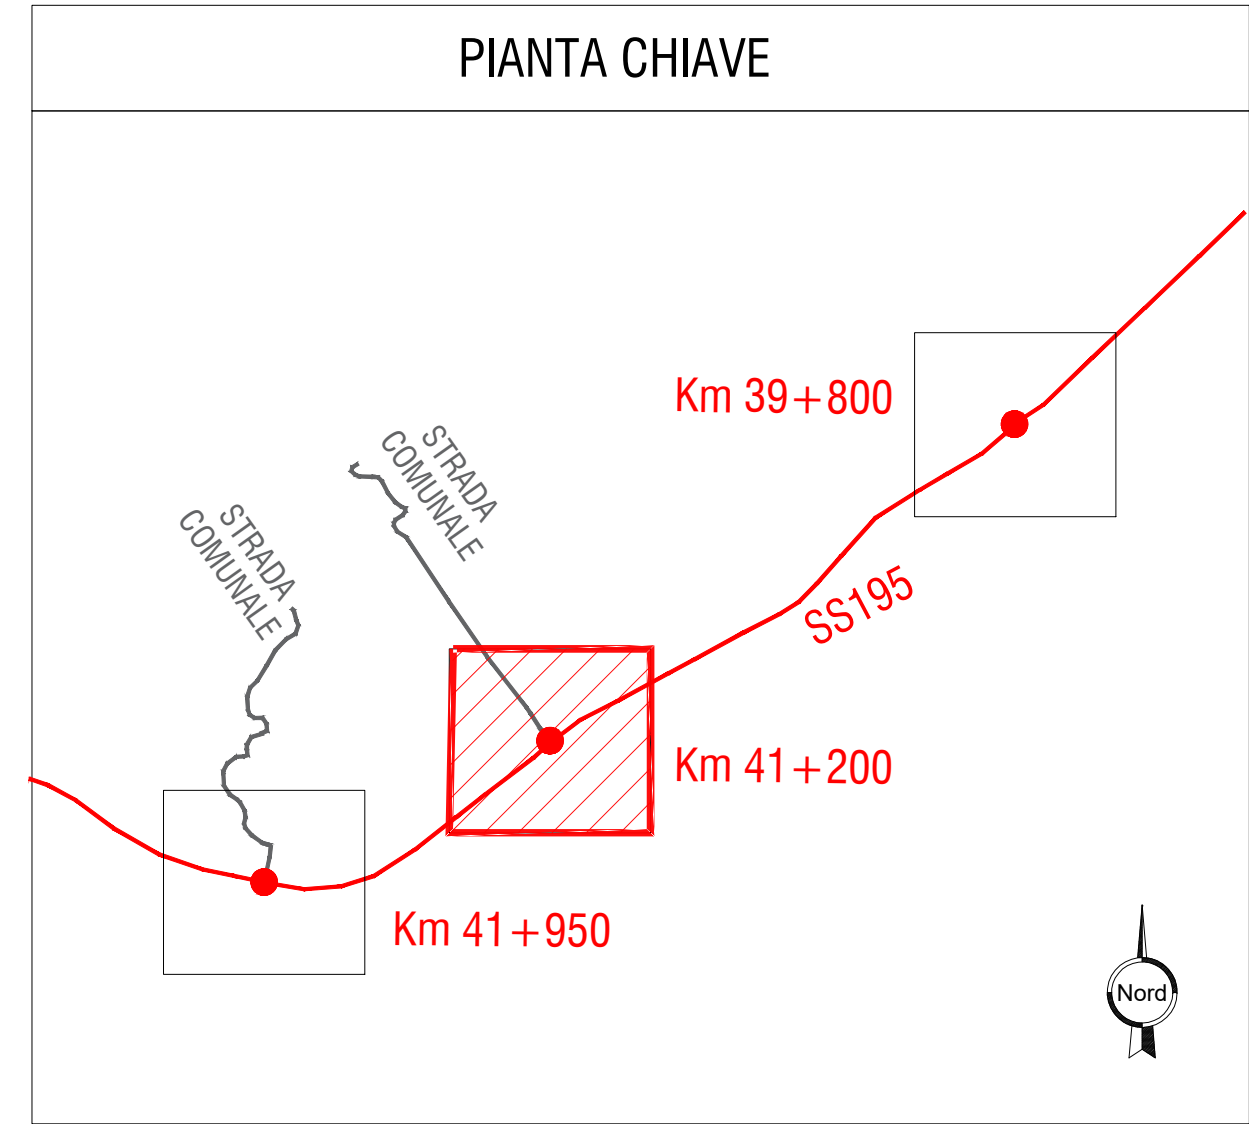 PIANTA CHIAVE
Km 39+800
STRADA
COMUNALE
STRADA
COMUNALE
SS195
Km 41+200
Km 41+950
Nord